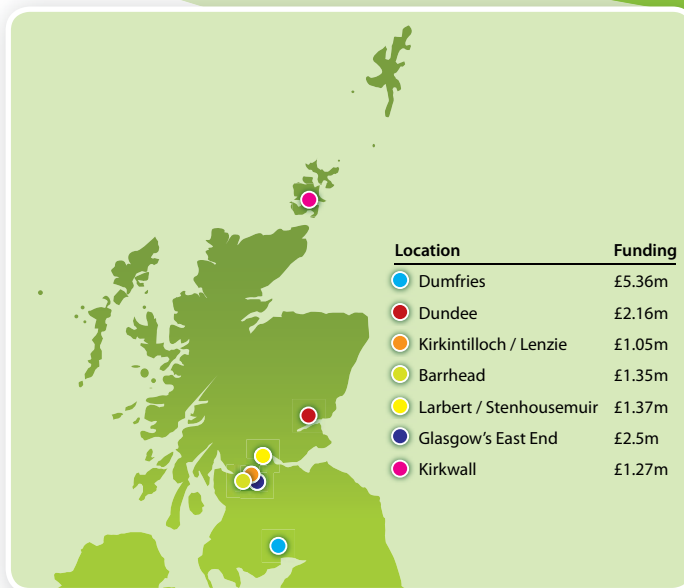 Location Funding
Dumfries £5.36m
Dundee £2.16m
Kirkintilloch / Lenzie £1.05m
Barrhead £1.35m
Larbert / Stenhousemuir £1.37m
Glasgow's East End £2.5m
Kirkwall £1.27m